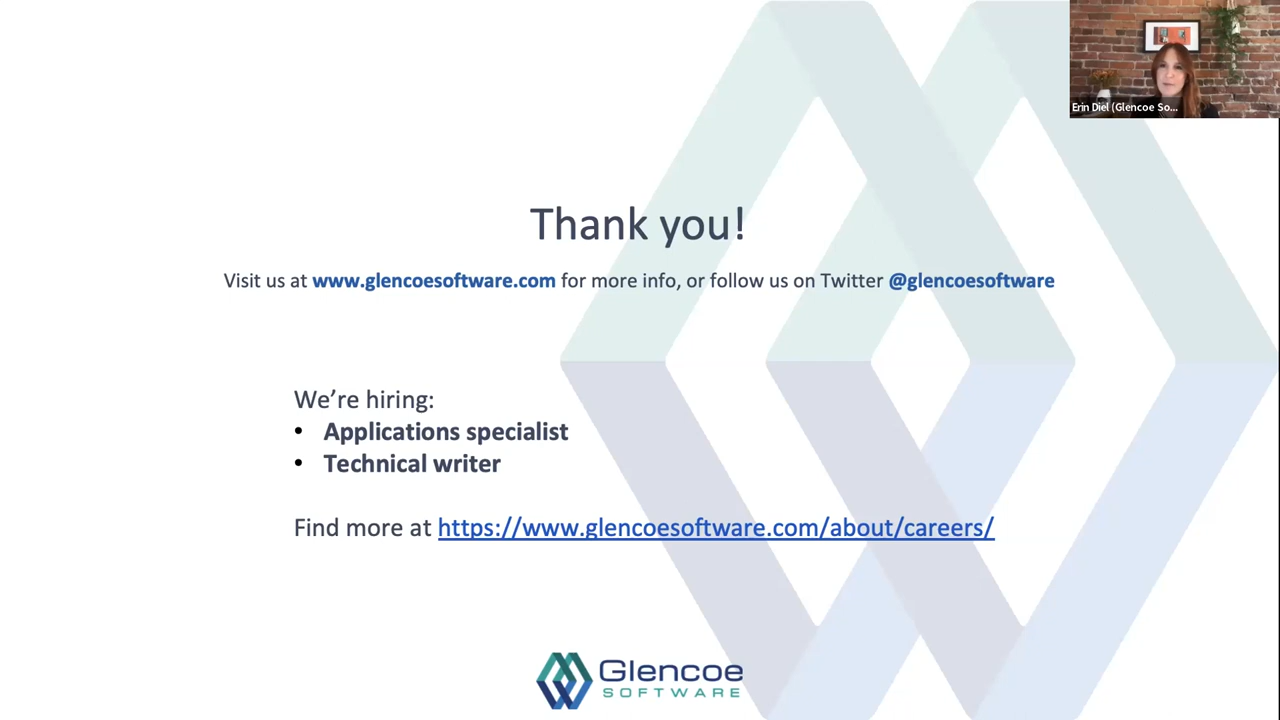 Erin Diel (Glencoe So...
Thank you!
Visit us at www.glencoesoftware.com for more info, or follow us on Twitter @glencoesoftware
We’re hiring:
• Applications specialist
• Technical writer
Find more at https://www.glencoesoftware.com/about/careers/
Glencoe
SOFTWARE